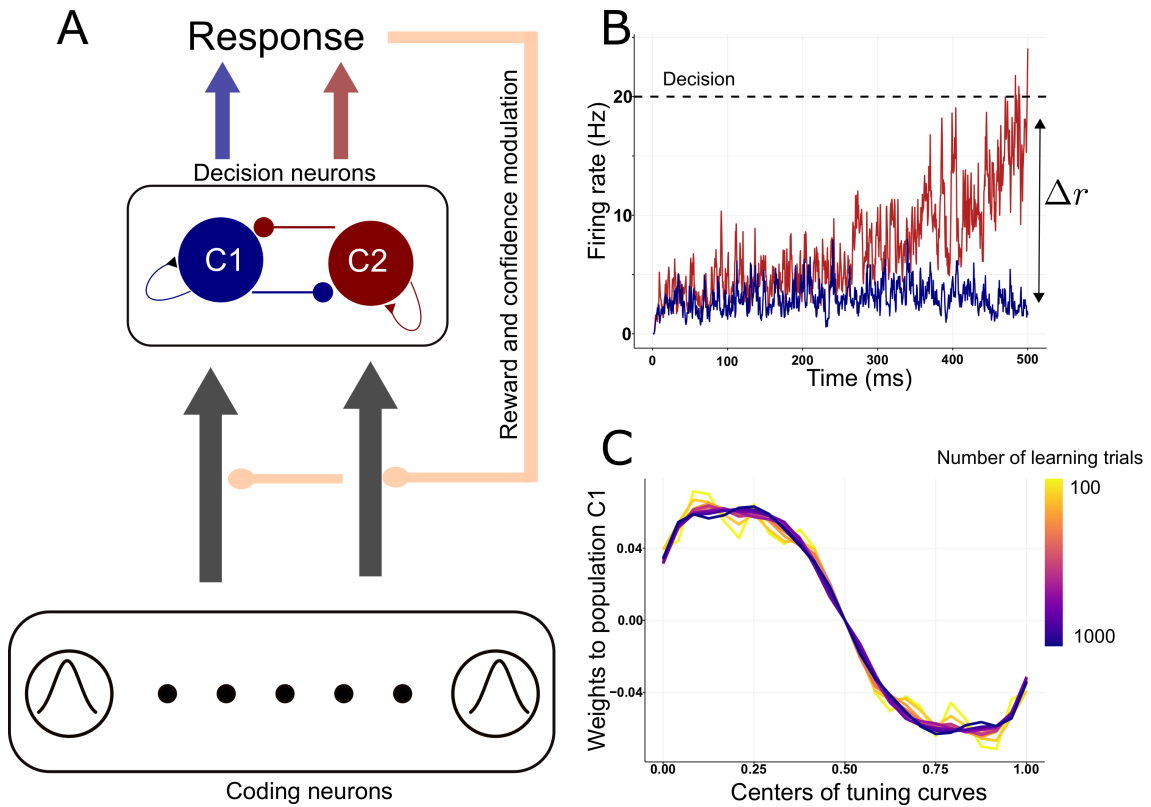 A
Response
Reward and confidence modulation
Decision neurons
C1
C2
Coding neurons
B
Decision
Firing rate (Hz)
20
10
0
Δr
0 100 200 300 400 500
Time (ms)
C
Number of learning trials
100
1000
Weights to population C1
0.04
0.00
−0.04
0.00 0.25 0.50 0.75 1.00
Centers of tuning curves